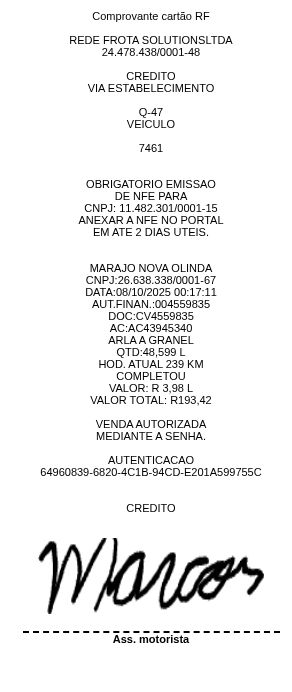 Comprovante cartão RF
REDE FROTA SOLUTIONSLTDA
24.478.438/0001-48
CREDITO
VIA ESTABELECIMENTO
Q-47
VEICULO
7461
OBRIGATORIO EMISSAO
DE NFE PARA
CNPJ: 11.482.301/0001-15
ANEXAR A NFE NO PORTAL
EM ATE 2 DIAS UTEIS.
MARAJO NOVA OLINDA
CNPJ:26.638.338/0001-67
DATA:08/10/2025 00:17:11
AUT.FINAN.:004559835
DOC:CV4559835
AC:AC43945340
ARLA A GRANEL
QTD:48,599 L
HOD. ATUAL 239 KM
COMPLETOU
VALOR: R 3,98 L
VALOR TOTAL: R193,42
VENDA AUTORIZADA
MEDIANTE A SENHA.
AUTENTICACAO
64960839-6820-4C1B-94CD-E201A599755C
CREDITO
Marcos
Ass. motorista